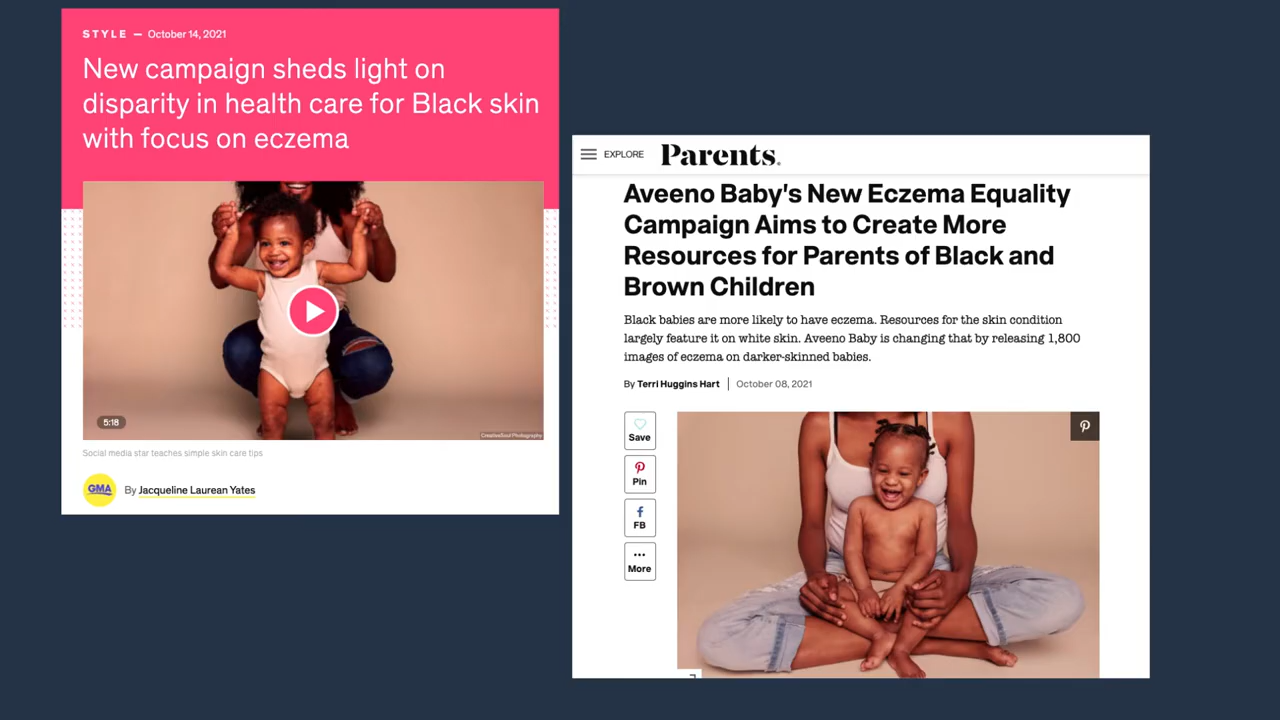 STYLE — October 14, 2021
New campaign sheds light on
disparity in health care for Black skin
with focus on eczema
5:18
CreativeSoul Photography
Social media star teaches simple skin care tips
GMA
By Jacqueline Laurean Yates
EXPLORE
Parents.
Aveeno Baby's New Eczema Equality
Campaign Aims to Create More
Resources for Parents of Black and
Brown Children
Black babies are more likely to have eczema. Resources for the skin condition
largely feature it on white skin. Aveeno Baby is changing that by releasing 1,800
images of eczema on darker-skinned babies.
By Terri Huggins Hart | October 08, 2021
Save
Pin
FB
More